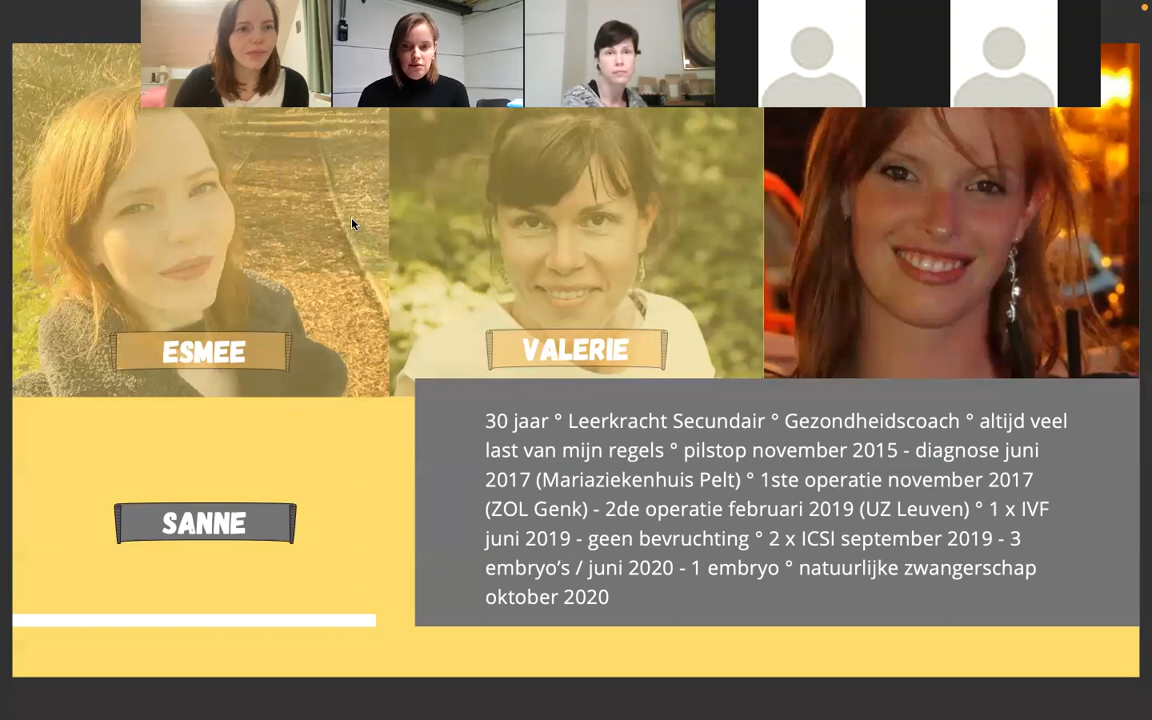 ESMEE
VALERIE
30 jaar ° Leerkracht Secundair ° Gezondheidscoach ° altijd veel
last van mijn regels ° pilstop november 2015 - diagnose juni
2017 (Mariaziekenhuis Pelt) ° 1ste operatie november 2017
(ZOL Genk) - 2de operatie februari 2019 (UZ Leuven) ° 1 x IVF
juni 2019 - geen bevruchting ° 2 x ICSI september 2019 - 3
embryo’s / juni 2020 - 1 embryo ° natuurlijke zwangerschap
oktober 2020
SANNE